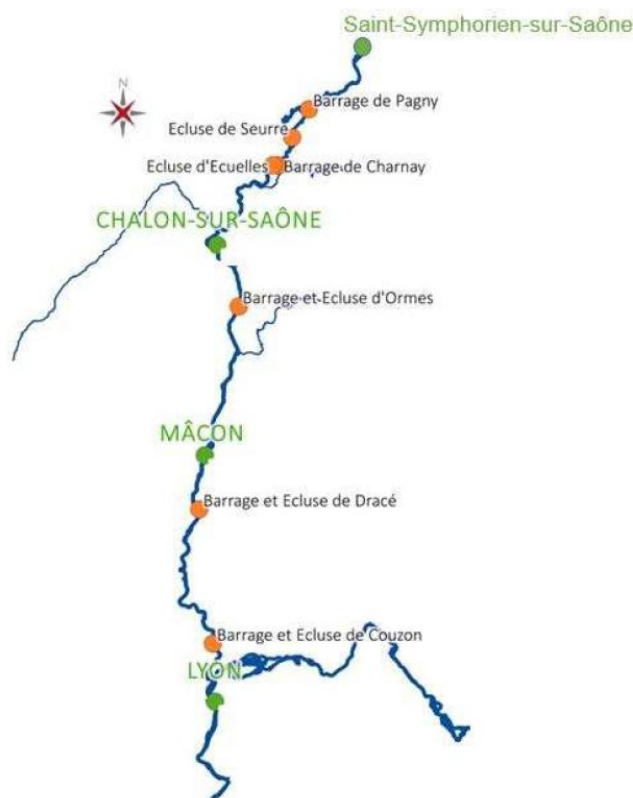 Saint-Symphorien-sur-Saône
N
Barrage de Pagny
Ecluse de Seurre
Ecluse d'Ecuelles
Barrage de Charnay
CHALON-SUR-SAÔNE
Barrage et Ecluse d'Ormes
MÂCON
Barrage et Ecluse de Dracé
Barrage et Ecluse de Couzon
LYON